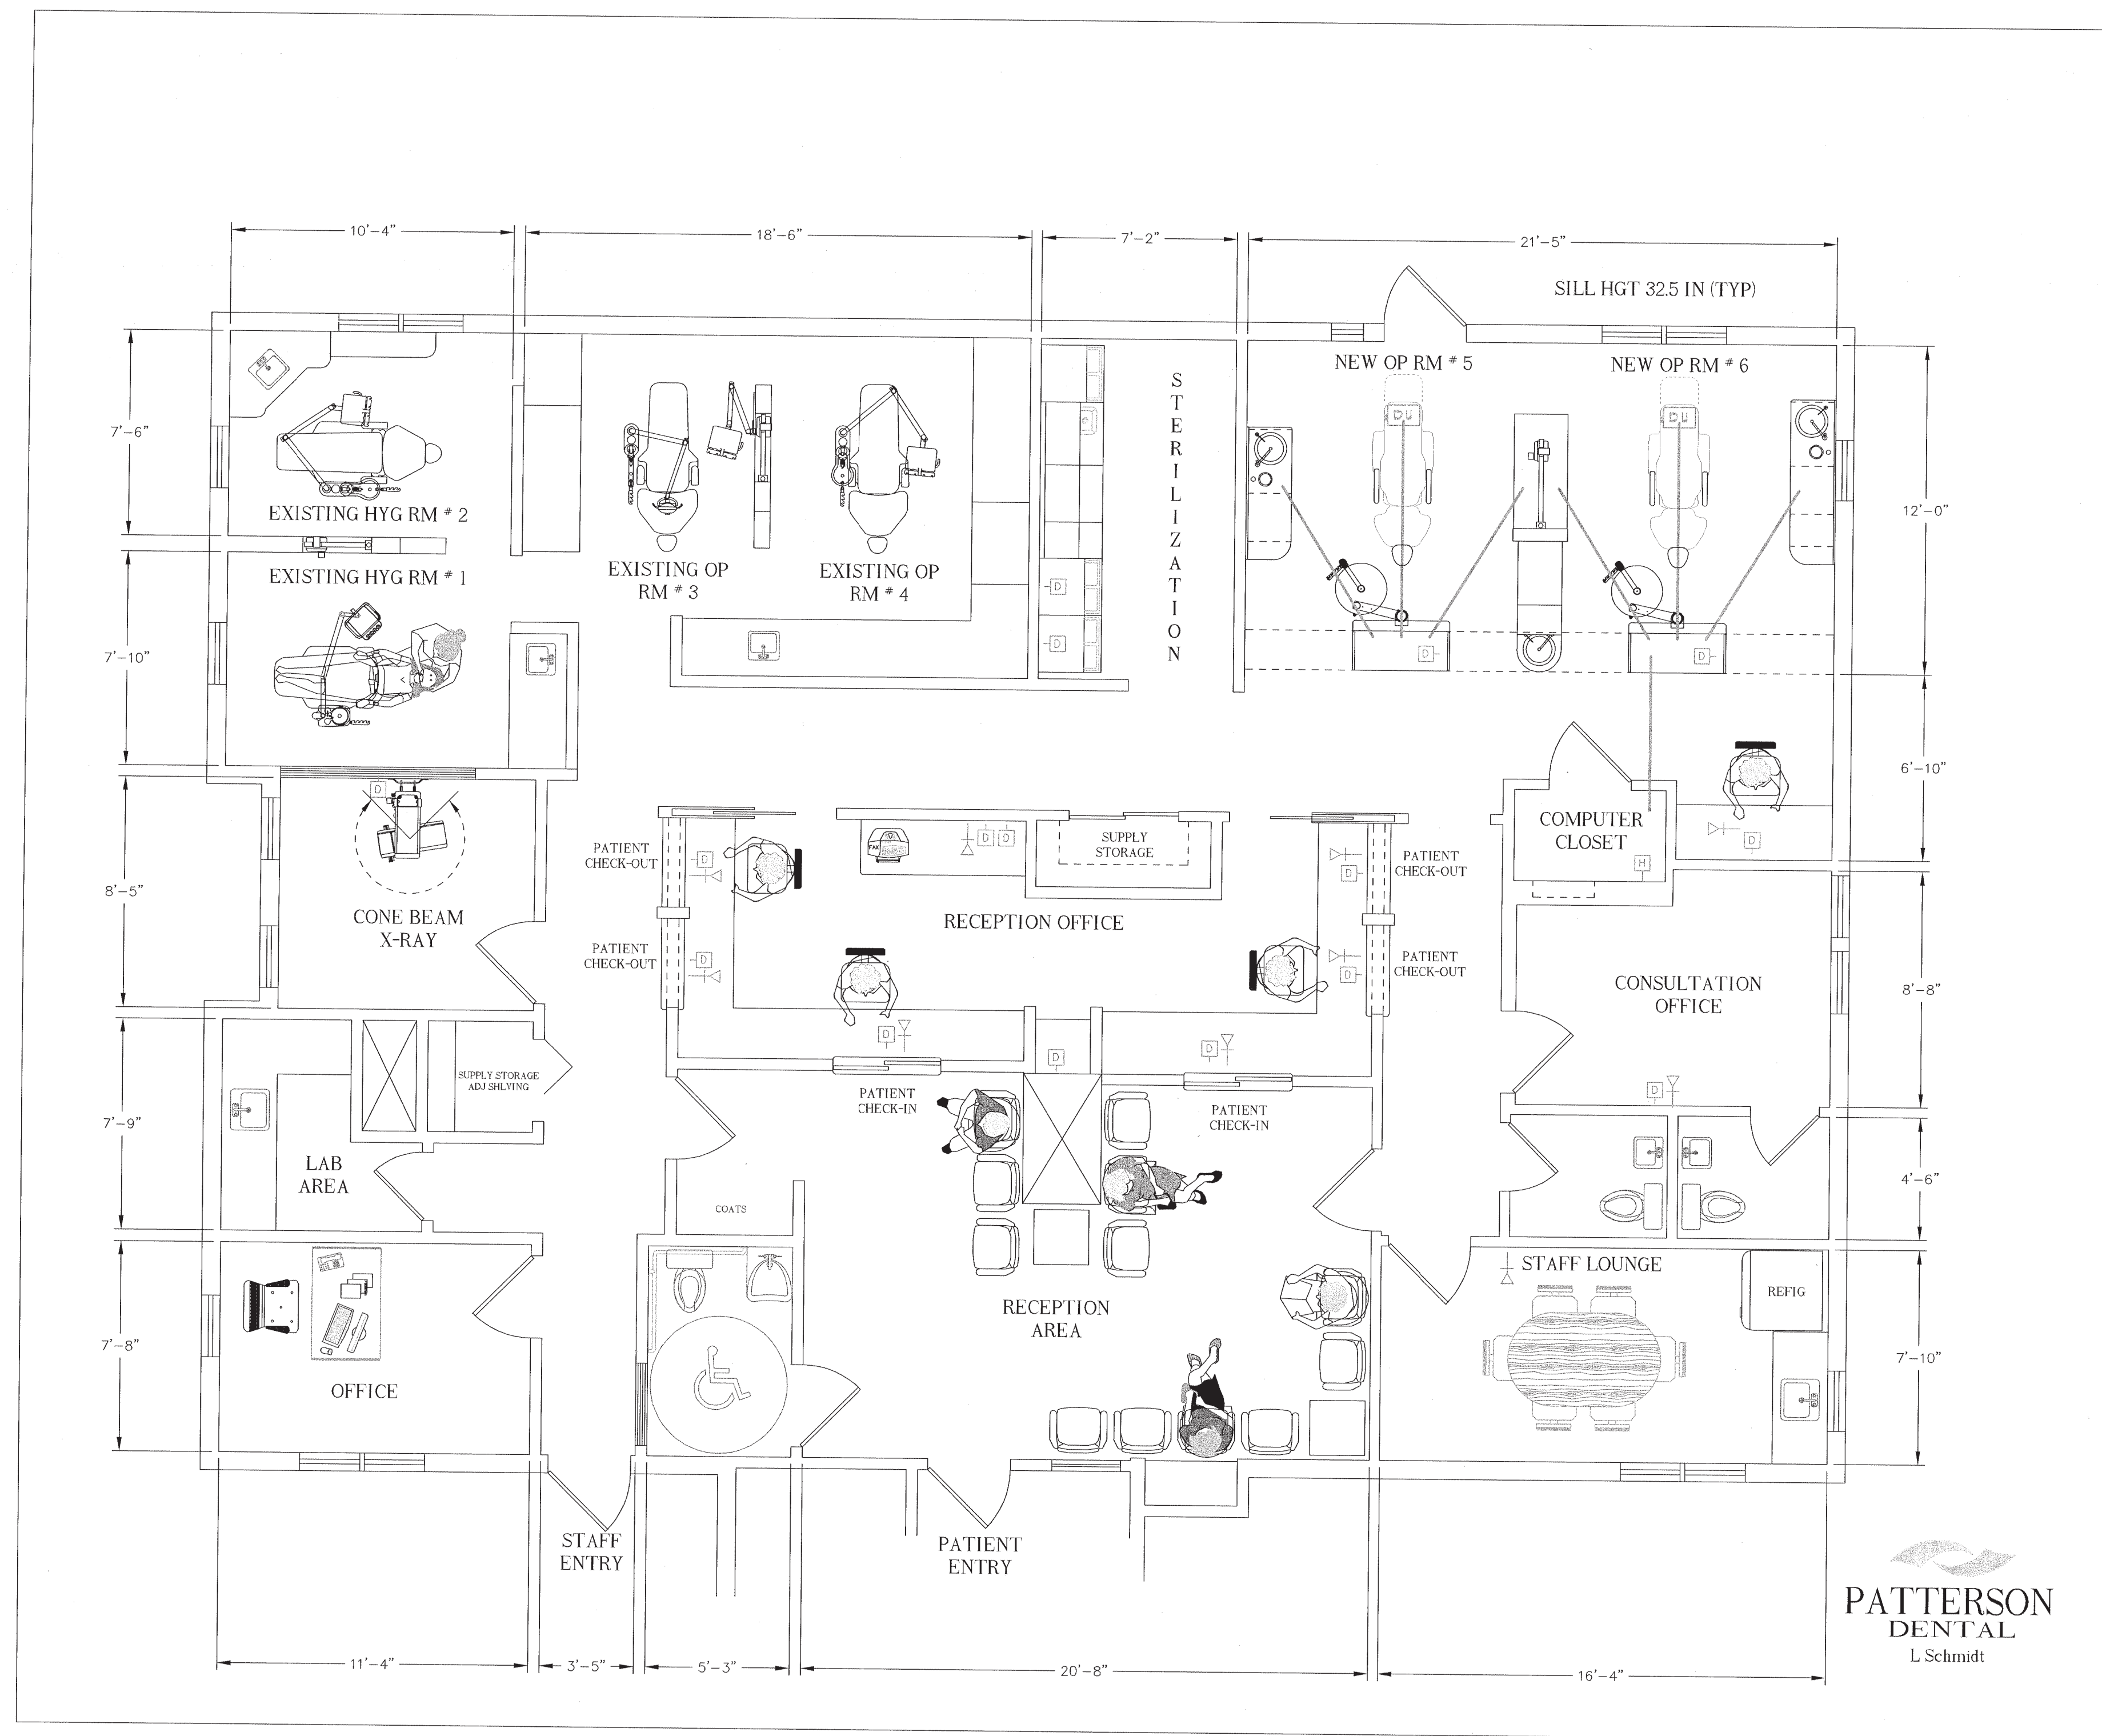 10'-4"
18'-6"
7'-2"
21'-5"
SILL HGT 32.5 IN (TYP)
NEW OP RM # 5
NEW OP RM # 6
DU
DU
7'-6"
EXISTING HYG RM # 2
EXISTING HYG RM # 1
EXISTING OP
RM # 3
EXISTING OP
RM # 4
STERILIZATION
D
D
D
D
12'-0"
7'-10"
6'-10"
D
CONE BEAM
X-RAY
8'-5"
PATIENT
CHECK-OUT
D
PATIENT
CHECK-OUT
D
FAX
D
D
SUPPLY
STORAGE
RECEPTION OFFICE
D
PATIENT
CHECK-OUT
D
PATIENT
CHECK-OUT
COMPUTER
CLOSET
H
D
CONSULTATION
OFFICE
8'-8"
D
D
D
D
D
PATIENT
CHECK-IN
PATIENT
CHECK-IN
SUPPLY STORAGE
ADJ SHLVING
7'-9"
LAB
AREA
COATS
4'-6"
STAFF LOUNGE
REFIG
RECEPTION
AREA
7'-8"
OFFICE
7'-10"
STAFF
ENTRY
PATIENT
ENTRY
PATTERSON
DENTAL
L Schmidt
11'-4"
3'-5"
5'-3"
20'-8"
16'-4"